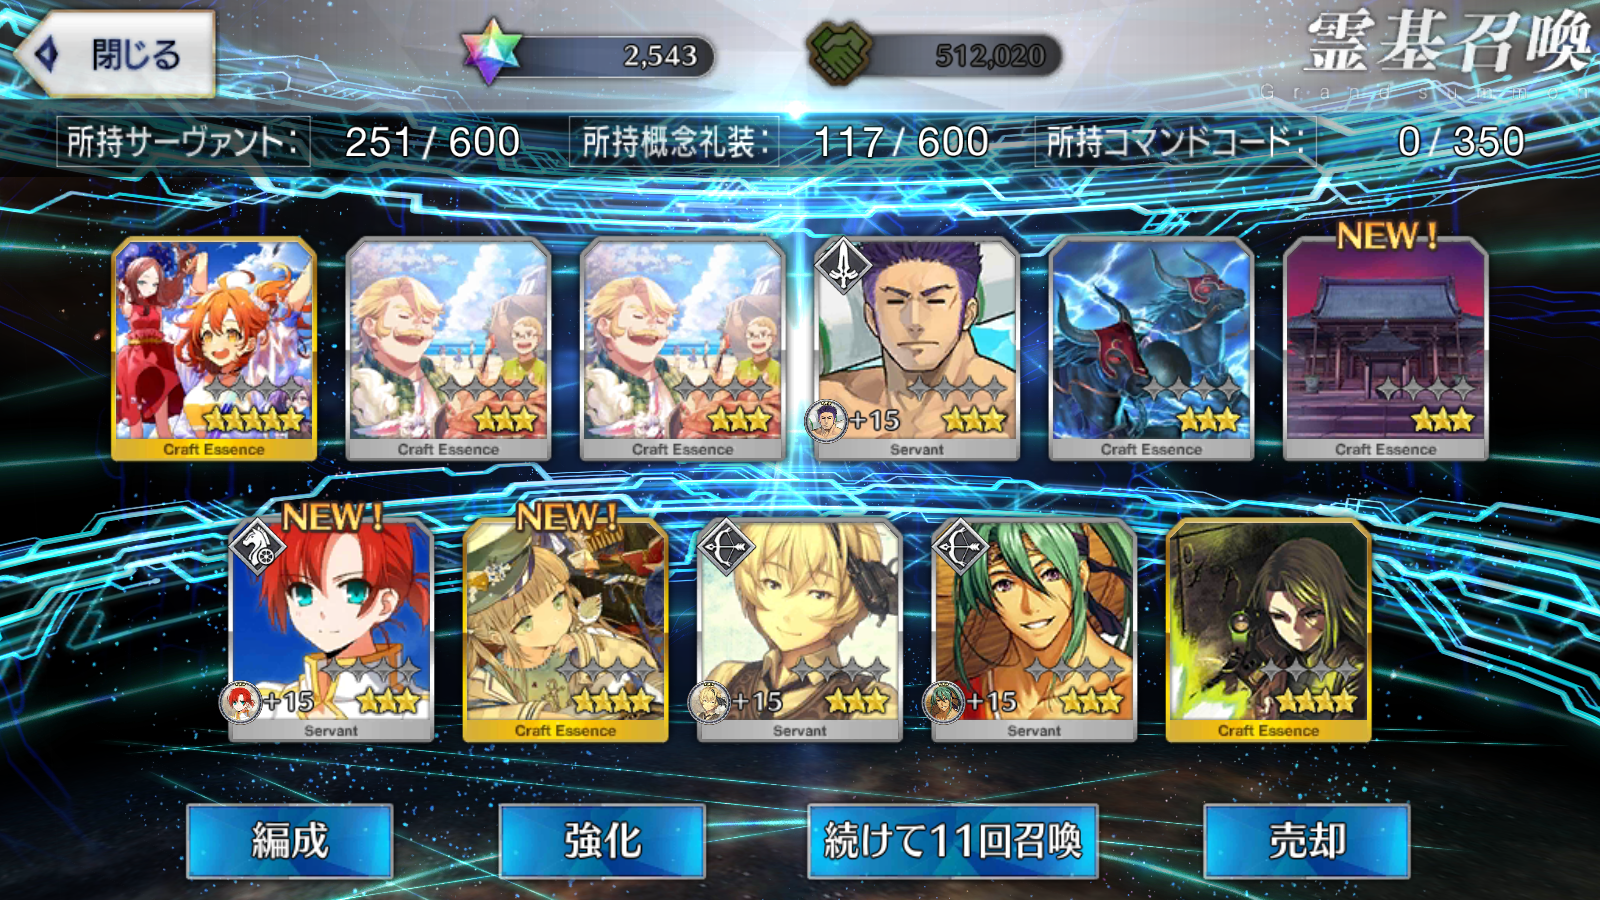 閉じる
2,543
512,020
霊基召喚
Grand summon
所持サーヴァント: 251 / 600
所持概念礼装: 117 / 600
所持コマンドコード: 0 / 350
NEW!
+15
Craft Essence
Craft Essence
Craft Essence
Servant
Craft Essence
Craft Essence
NEW!
NEW!
+15
+15
+15
Servant
Craft Essence
Servant
Servant
Craft Essence
編成
強化
続けて11回召喚
売却